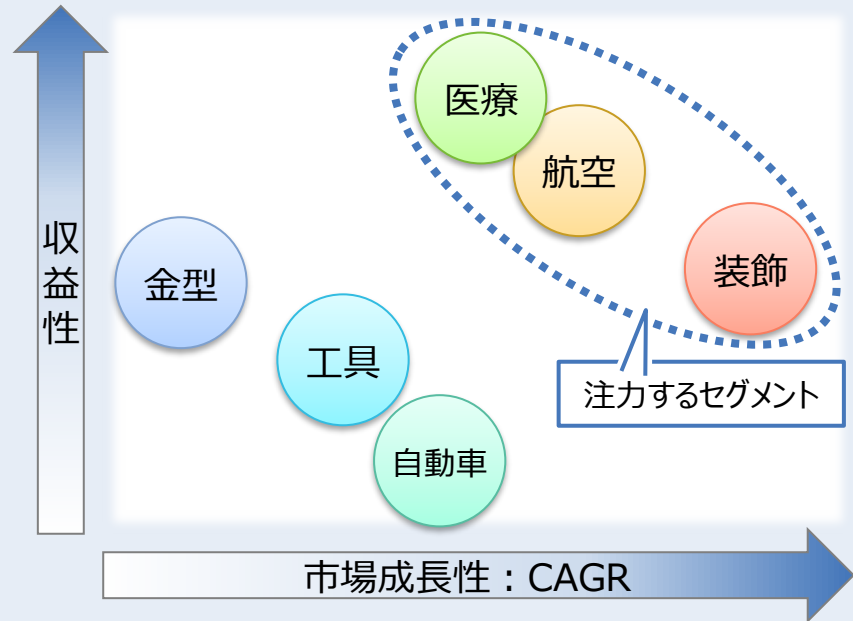 収益性
医療
航空
装飾
金型
工具
自動車
注力するセグメント
市場成長性：CAGR